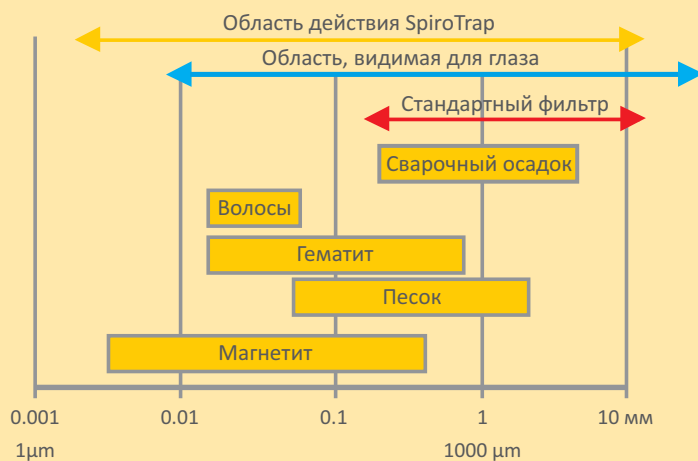 Область действия SpiroTrap
Область, видимая для глаза
Стандартный фильтр
Сварочный осадок
Волосы
Гематит
Песок
Магнетит
0.001 0.01 0.1 1 10 мм
1μm 1000 μm